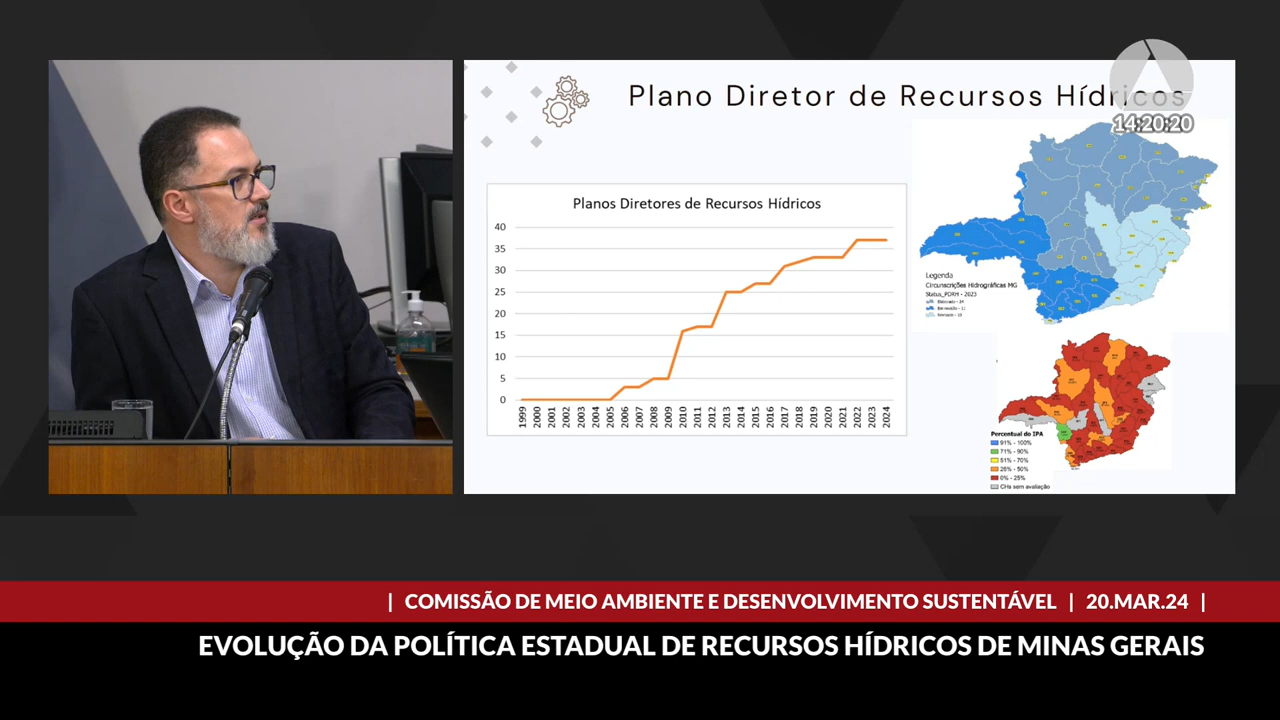 Plano Diretor de Recursos Hídricos
14:20:20
Planos Diretores de Recursos Hídricos
40
35
30
25
20
15
10
5
0
1999 2000 2001 2002 2003 2004 2005 2006 2007 2008 2009 2010 2011 2012 2013 2014 2015 2016 2017 2018 2019 2020 2021 2022 2023 2024
Legenda
Circunscrições Hidrográficas MG
Status_PDRH - 2023
Percentual do IPA
91% - 100%
71% - 90%
51% - 70%
26% - 50%
0% - 25%
CHs sem avaliação
| COMISSÃO DE MEIO AMBIENTE E DESENVOLVIMENTO SUSTENTÁVEL | 20.MAR.24 |
EVOLUÇÃO DA POLÍTICA ESTADUAL DE RECURSOS HÍDRICOS DE MINAS GERAIS